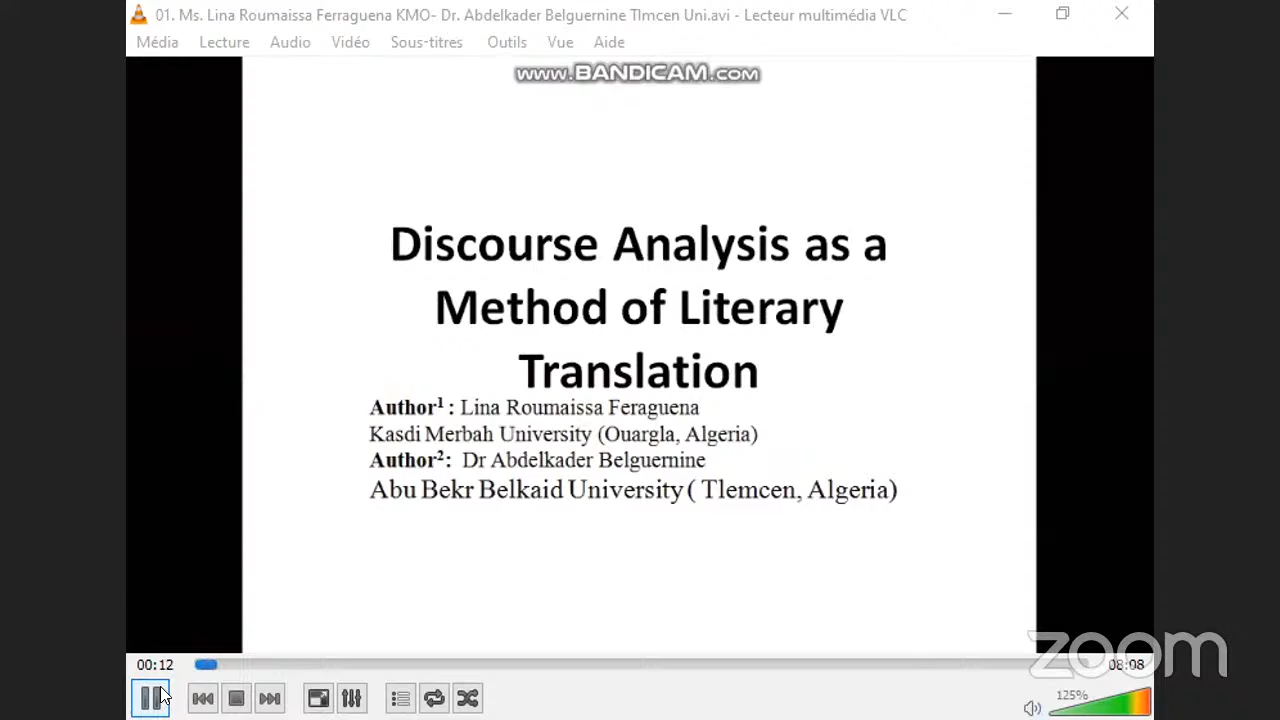 01. Ms. Lina Roumaissa Ferraguena KMO- Dr. Abdelkader Belguernine Tlmcen Uni.avi - Lecteur multimédia VLC
Média Lecture Audio Vidéo Sous-titres Outils Vue Aide
www.BANDICAM.com
Discourse Analysis as a
Method of Literary
Translation
Author1 : Lina Roumaissa Feraguena
Kasdi Merbah University (Ouargla, Algeria)
Author2: Dr Abdelkader Belguernine
Abu Bekr Belkaid University ( Tlemcen, Algeria)
zoom
00:12 08:08
125%